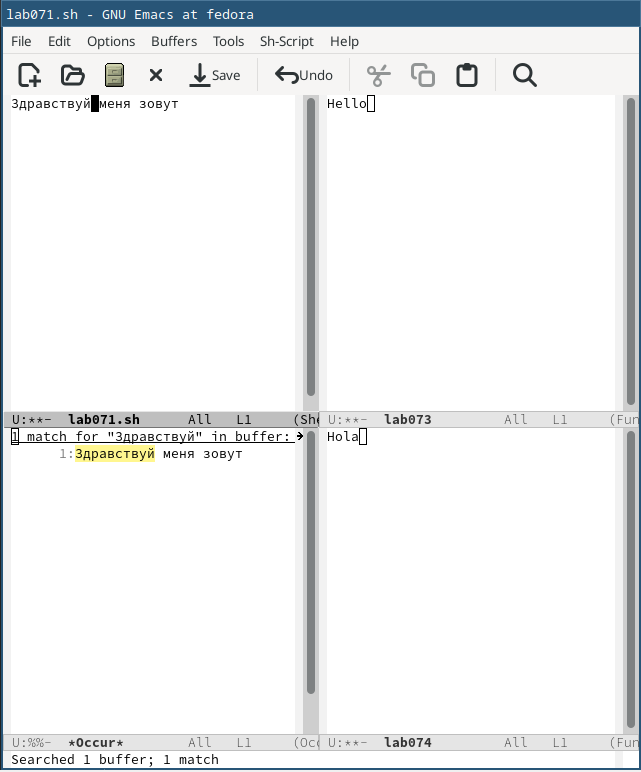 lab071.sh - GNU Emacs at fedora
File Edit Options Buffers Tools Sh-Script Help
Save Undo
Здравствуй меня зовут
Hello
U:**- lab071.sh All L1 (She
U:**- lab073 All L1 (Fun
1 match for "Здравствуй" in buffer:
1:Здравствуй меня зовут
Hola
U:%%- *Occur* All L1 (Occ
U:**- lab074 All L1 (Fun
Searched 1 buffer; 1 match